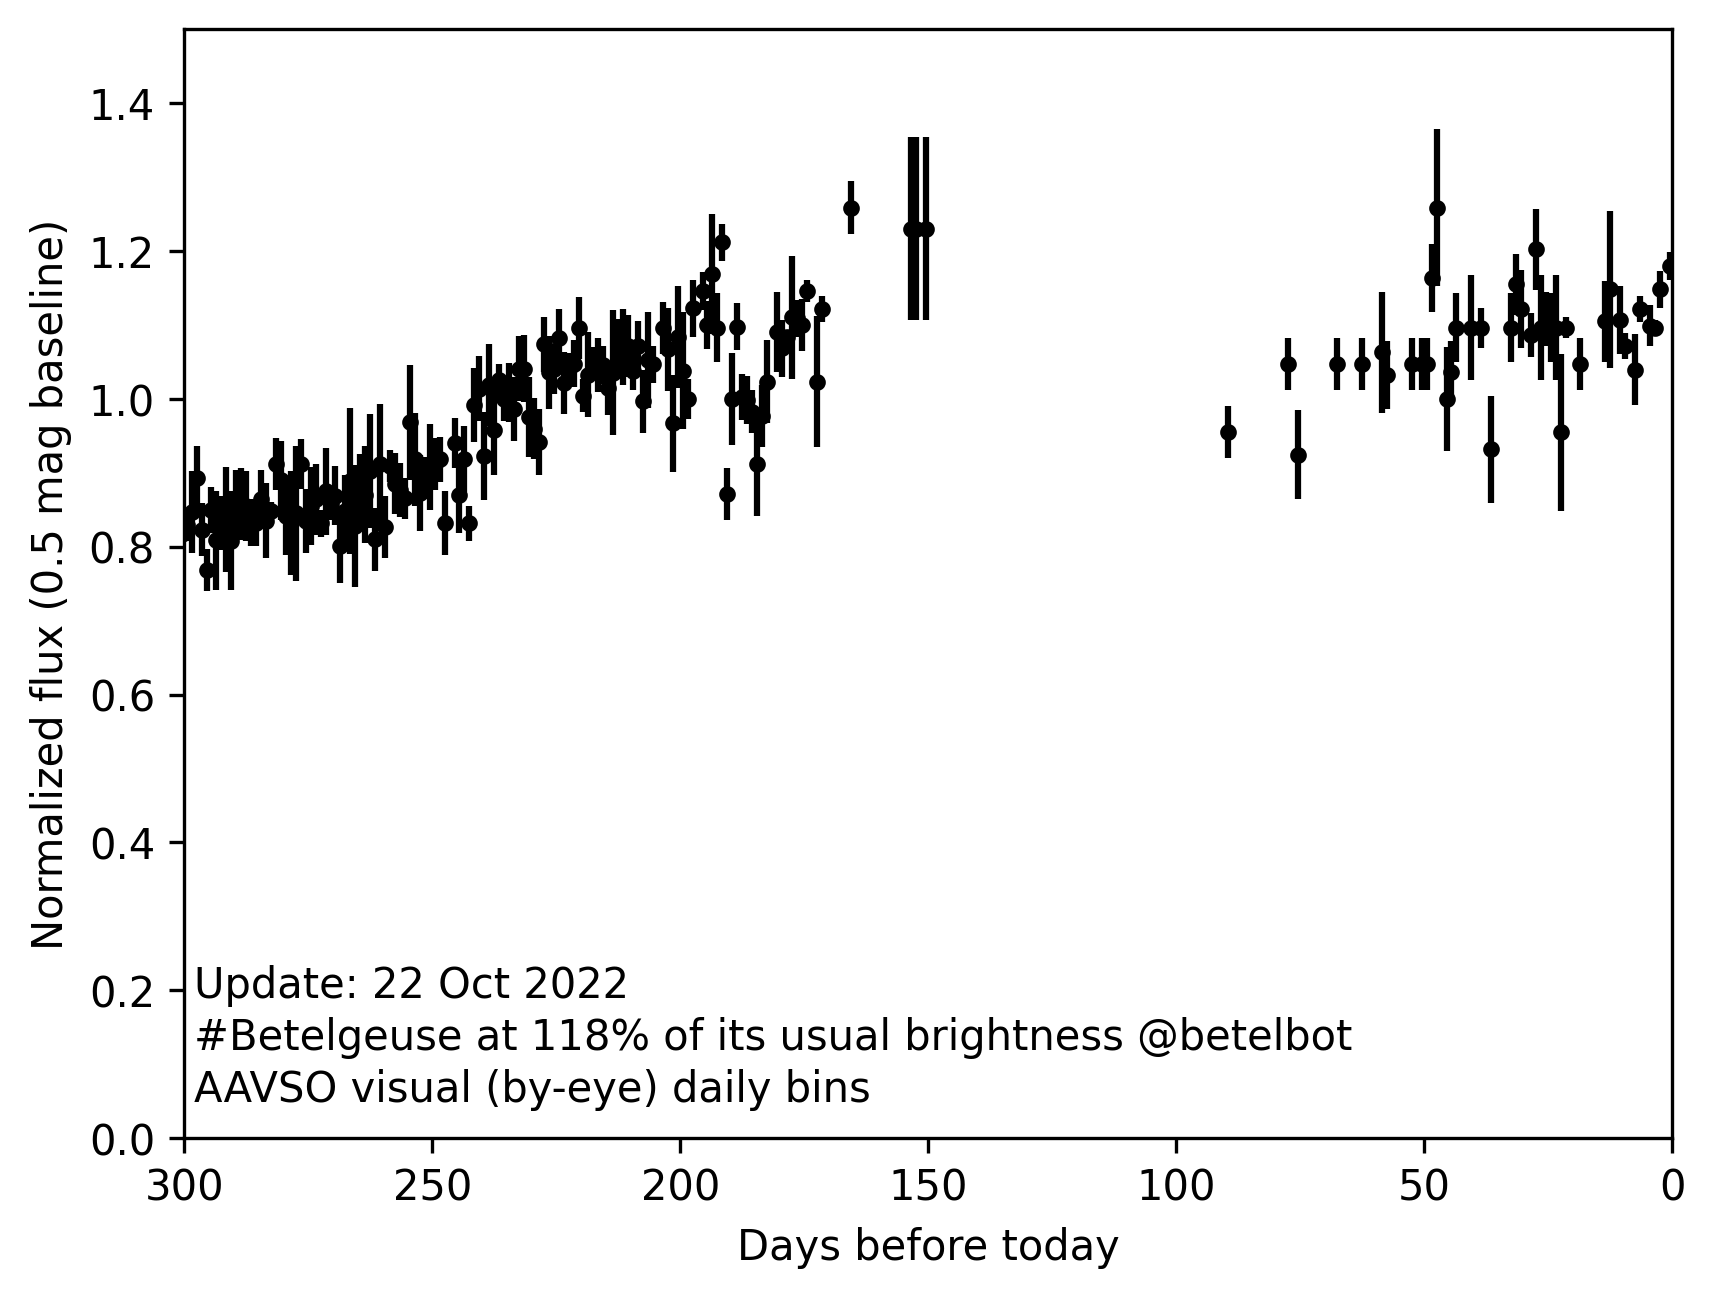 1.4
1.2
1.0
0.8
0.6
0.4
0.2
0.0
Normalized flux (0.5 mag baseline)
Update: 22 Oct 2022
#Betelgeuse at 118% of its usual brightness @betelbot
AAVSO visual (by-eye) daily bins
300 250 200 150 100 50 0
Days before today